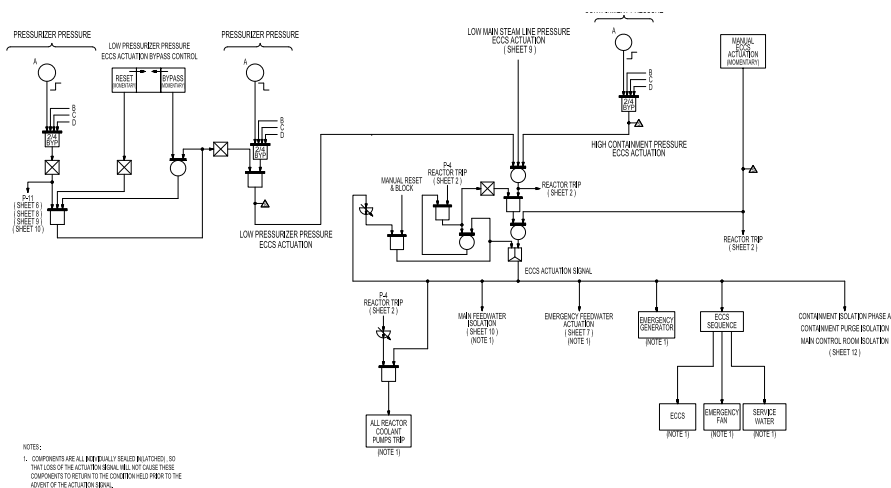 PRESSURIZER PRESSURE
LOW PRESSURIZER PRESSURE
ECCS ACTUATION BYPASS CONTROL
PRESSURIZER PRESSURE
LOW MAIN STEAM LINE PRESSURE
ECCS ACTUATION
( SHEET 9 )
MANUAL
ECCS
ACTUATION
(MOMENTARY)
A
RESET
(MOMENTARY)
BYPASS
(MOMENTARY)
A
A
B
C
D
2/4
BYP
B
C
D
2/4
BYP
B
C
D
2/4
BYP
HIGH CONTAINMENT PRESSURE
ECCS ACTUATION
P-11
( SHEET 6 )
( SHEET 8 )
( SHEET 9 )
( SHEET 10 )
LOW PRESSURIZER PRESSURE
ECCS ACTUATION
MANUAL RESET
& BLOCK
P-4
REACTOR TRIP
( SHEET 2 )
REACTOR TRIP
( SHEET 2 )
REACTOR TRIP
( SHEET 2 )
ECCS ACTUATION SIGNAL
P-4
REACTOR TRIP
( SHEET 2 )
MAIN FEEDWATER
ISOLATION
( SHEET 10 )
(NOTE 1)
EMERGENCY FEEDWATER
ACTUATION
( SHEET 7 )
(NOTE 1)
EMERGENCY
GENERATOR
(NOTE 1)
ECCS
SEQUENCE
CONTAINMENT ISOLATION PHASE A
CONTAINMENT PURGE ISOLATION
MAIN CONTROL ROOM ISOLATION
( SHEET 12 )
ALL REACTOR
COOLANT
PUMPS TRIP
(NOTE 1)
ECCS
(NOTE 1)
EMERGENCY
FAN
(NOTE 1)
SERVICE
WATER
(NOTE 1)
NOTES:
1. COMPONENTS ARE ALL INDIVIDUALLY SEALED IN(LATCHED) , SO
THAT LOSS OF THE ACTUATION SIGNAL WILL NOT CAUSE THESE
COMPONENTS TO RETURN TO THE CONDITION HELD PRIOR TO THE
ADVENT OF THE ACTUATION SIGNAL.